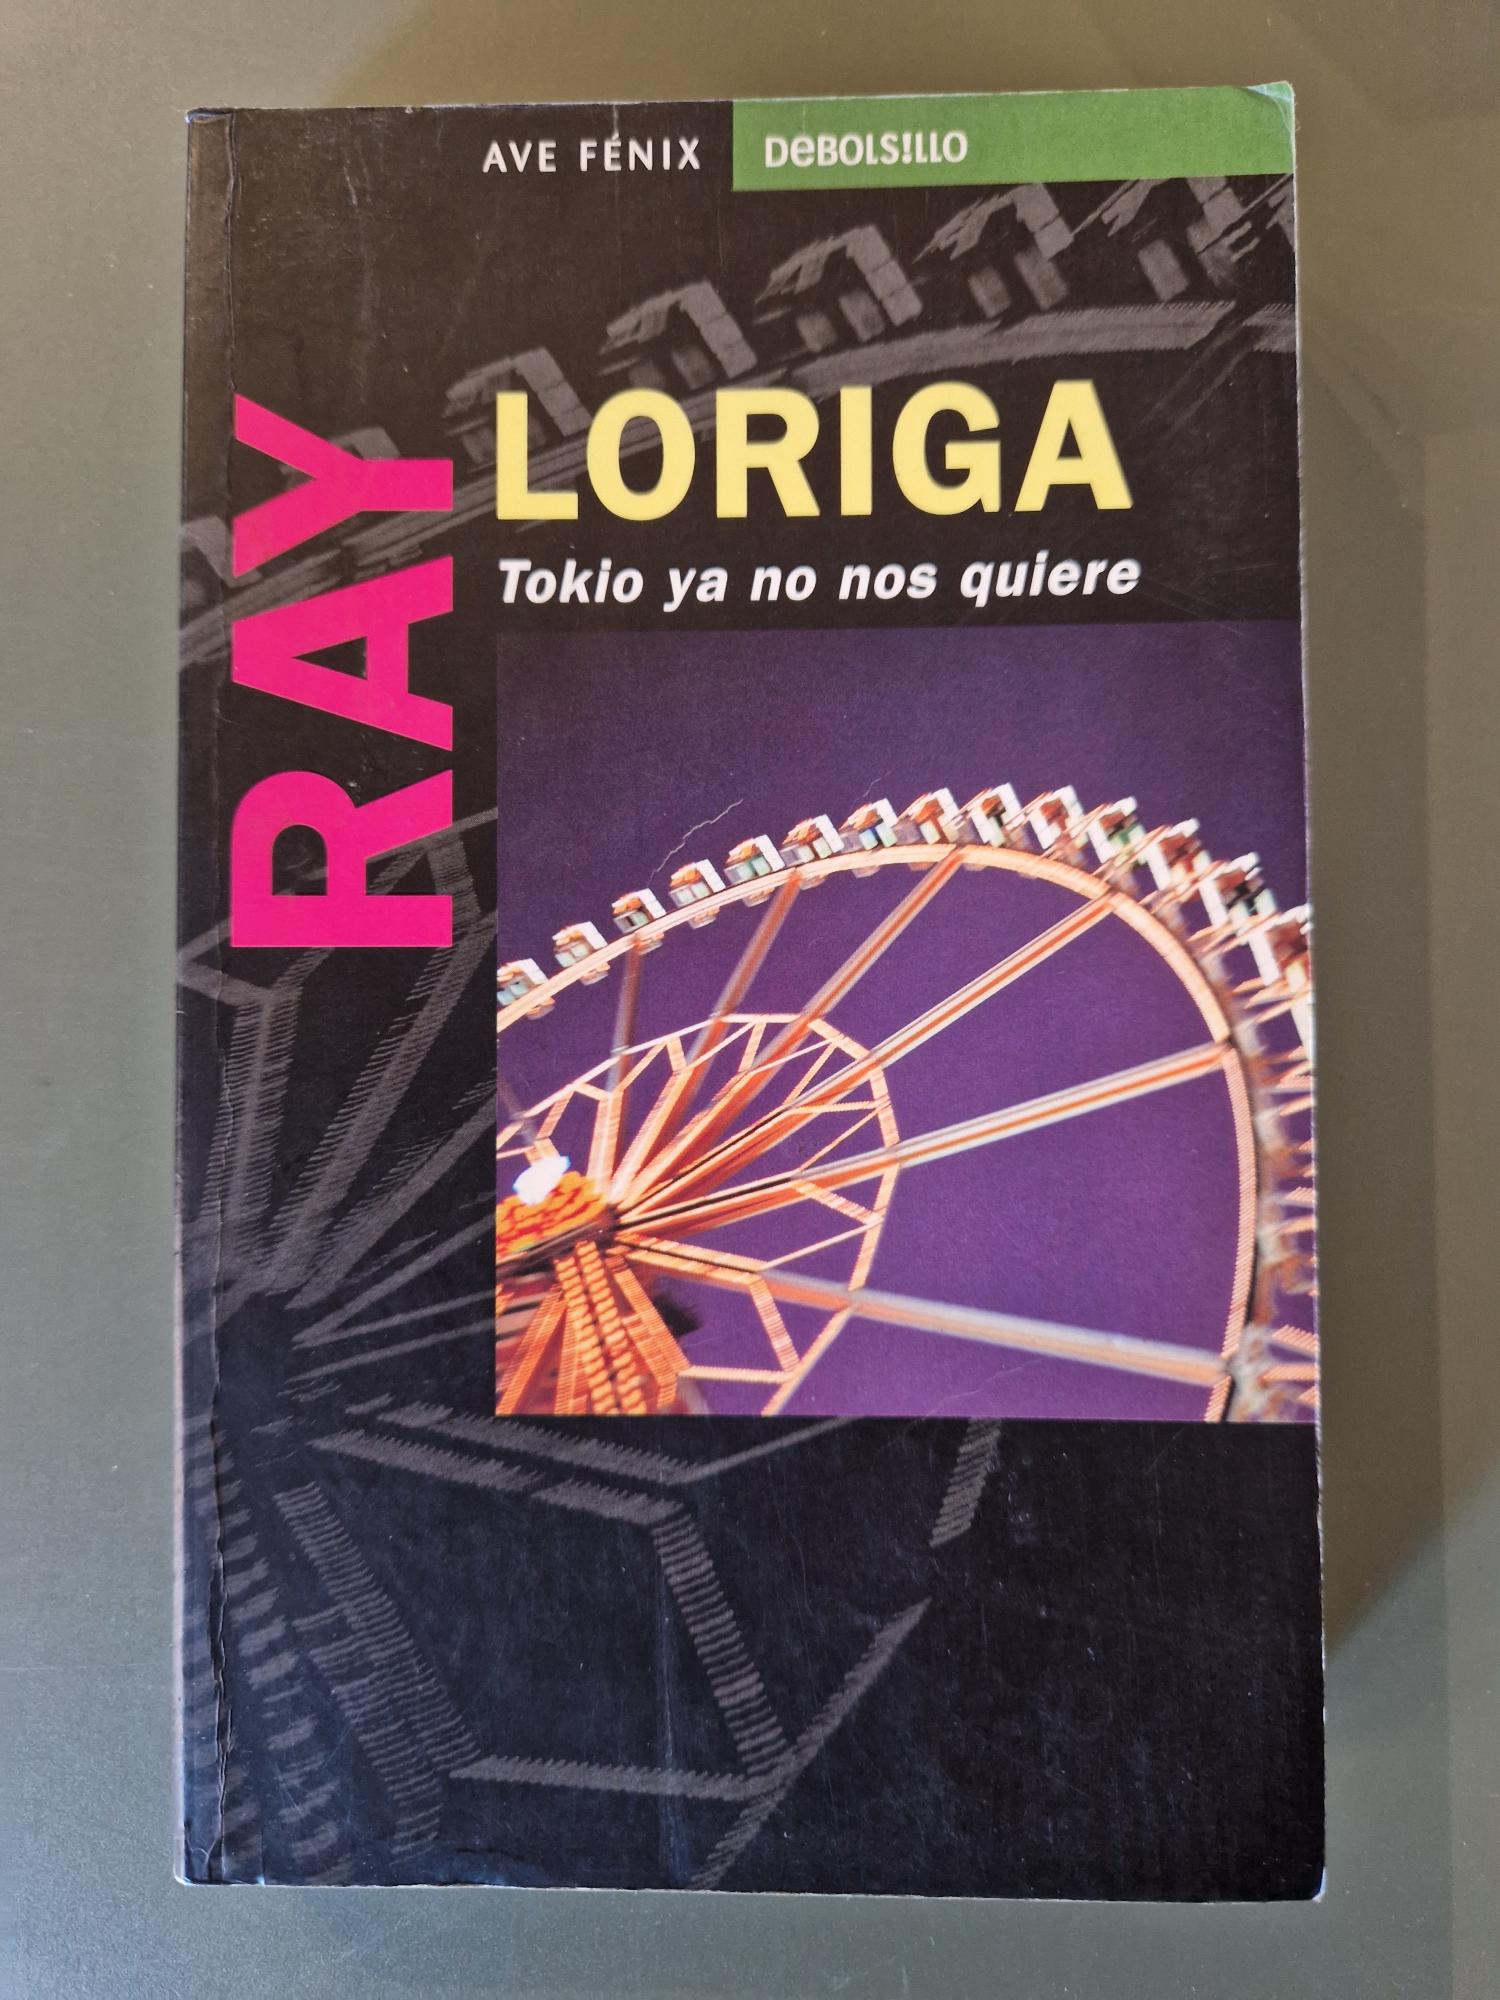 AVE FÉNIX
DEBOLS!LLO
RAY
LORIGA
Tokio ya no nos quiere